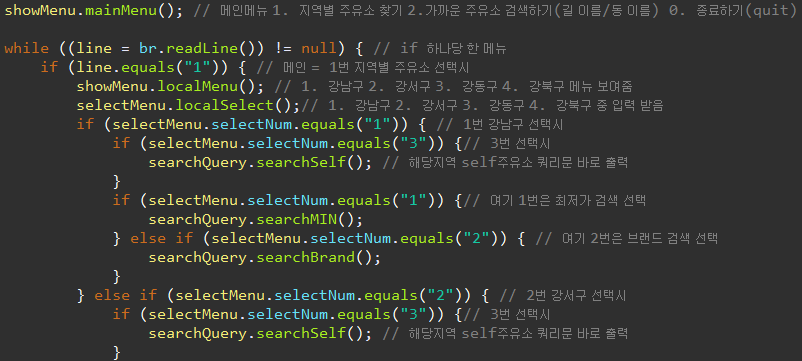 showMenu.mainMenu(); // 메인메뉴 1. 지역별 주유소 찾기 2.가까운 주유소 검색하기(길 이름/동 이름) 0. 종료하기(quit)
while ((line = br.readLine()) != null) { // if 하나당 한 메뉴
if (line.equals("1")) { // 메인 = 1번 지역별 주유소 선택시
showMenu.localMenu(); // 1. 강남구 2. 강서구 3. 강동구 4. 강북구 메뉴 보여줌
selectMenu.localSelect();// 1. 강남구 2. 강서구 3. 강동구 4. 강북구 중 입력 받음
if (selectMenu.selectNum.equals("1")) { // 1번 강남구 선택시
if (selectMenu.selectNum.equals("3")) {// 3번 선택시
searchQuery.searchSelf(); // 해당지역 self주유소 쿼리문 바로 출력
}
if (selectMenu.selectNum.equals("1")) {// 여기 1번은 최저가 검색 선택
searchQuery.searchMIN();
} else if (selectMenu.selectNum.equals("2")) { // 여기 2번은 브랜드 검색 선택
searchQuery.searchBrand();
}
} else if (selectMenu.selectNum.equals("2")) { // 2번 강서구 선택시
if (selectMenu.selectNum.equals("3")) {// 3번 선택시
searchQuery.searchSelf(); // 해당지역 self주유소 쿼리문 바로 출력
}